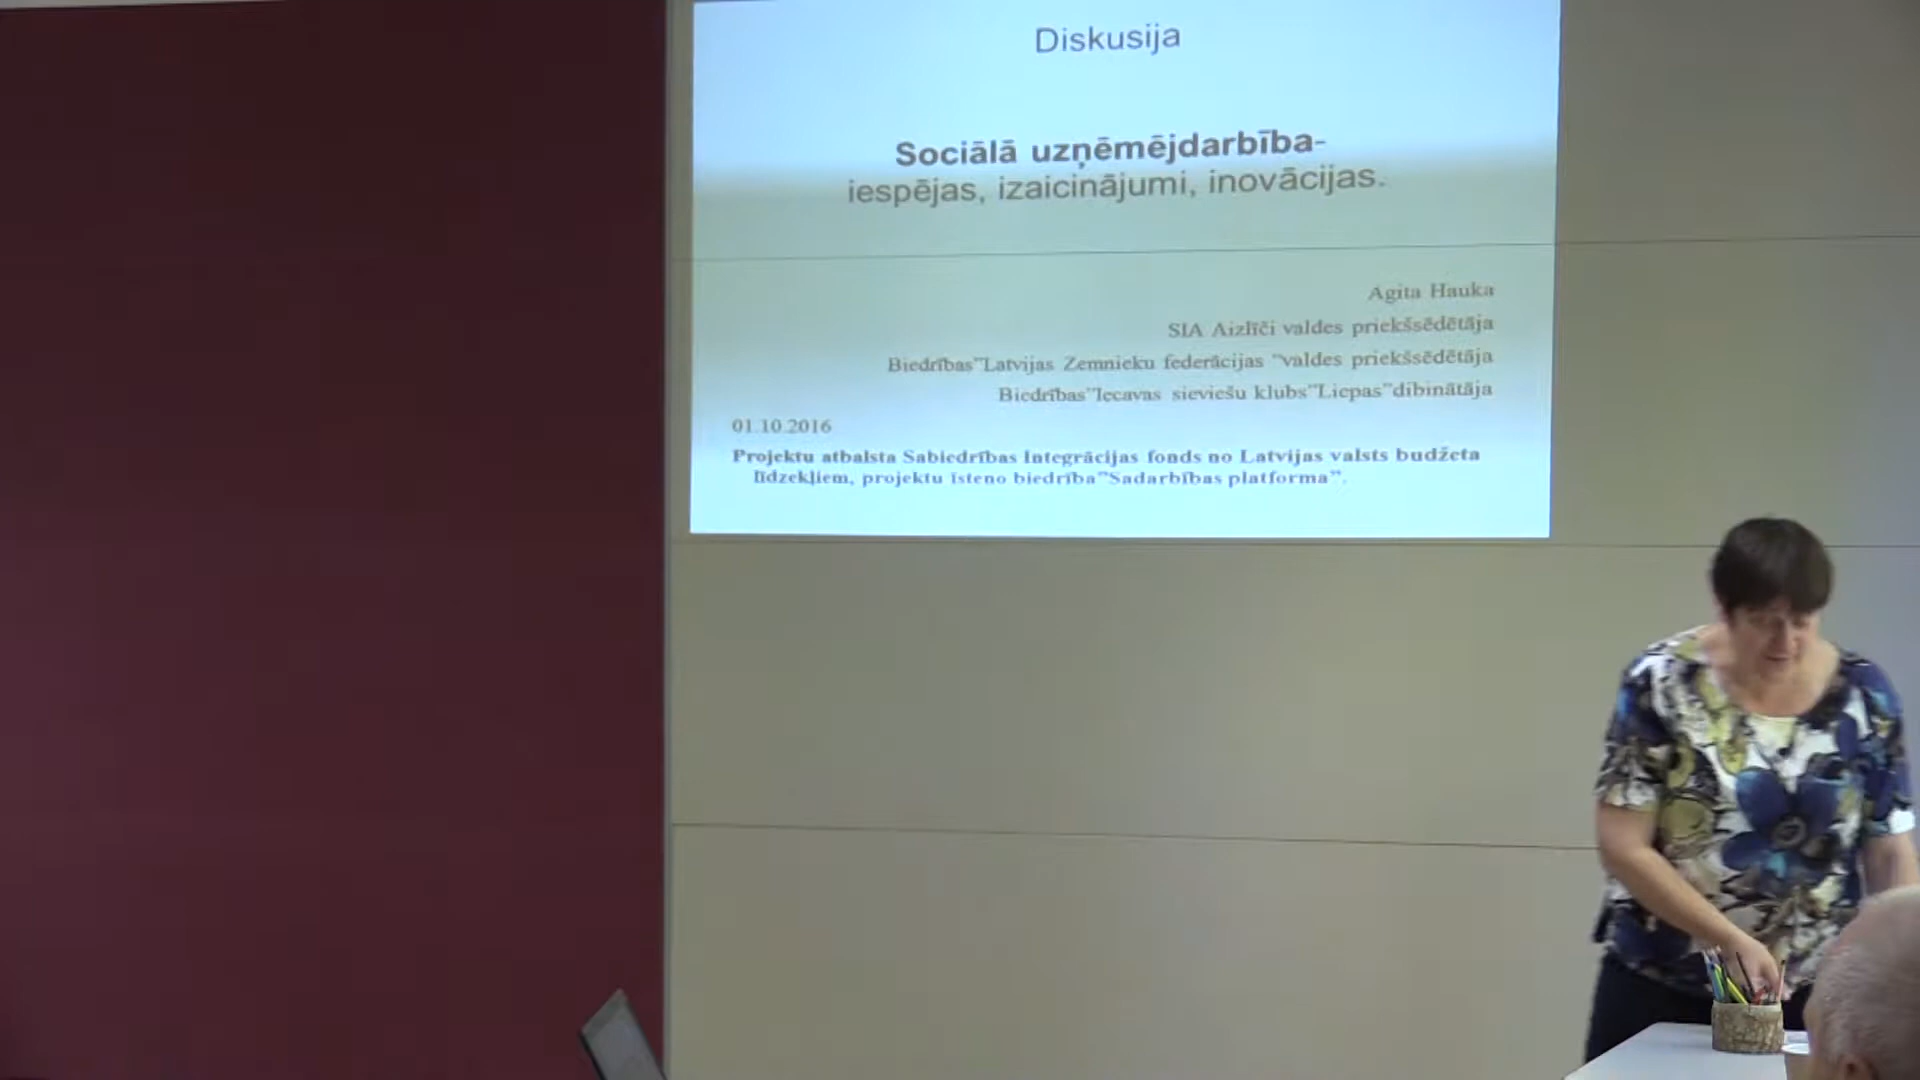 Diskusija
Sociālā uzņēmējdarbība-
iespējas, izaicinājumi, inovācijas.
Agita Hauka
SIA Aizlīči valdes priekšsēdētāja
Biedrības"Latvijas Zemnieku federācijas "valdes priekšsēdētāja
Biedrības"Iecavas sieviešu klubs"Liepas"dibinātāja
01.10.2016
Projektu atbalsta Sabiedrības Integrācijas fonds no Latvijas valsts budžeta
līdzekļiem, projektu īsteno biedrība"Sadarbības platforma".